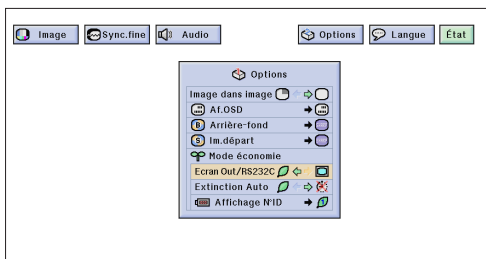 Image
Sync.fine
Audio
Options
Langue
État
Options
Image dans image
Af.OSD
Arrière-fond
Im.départ
Mode économie
Ecran Out/RS232C
Extinction Auto
Affichage N°ID